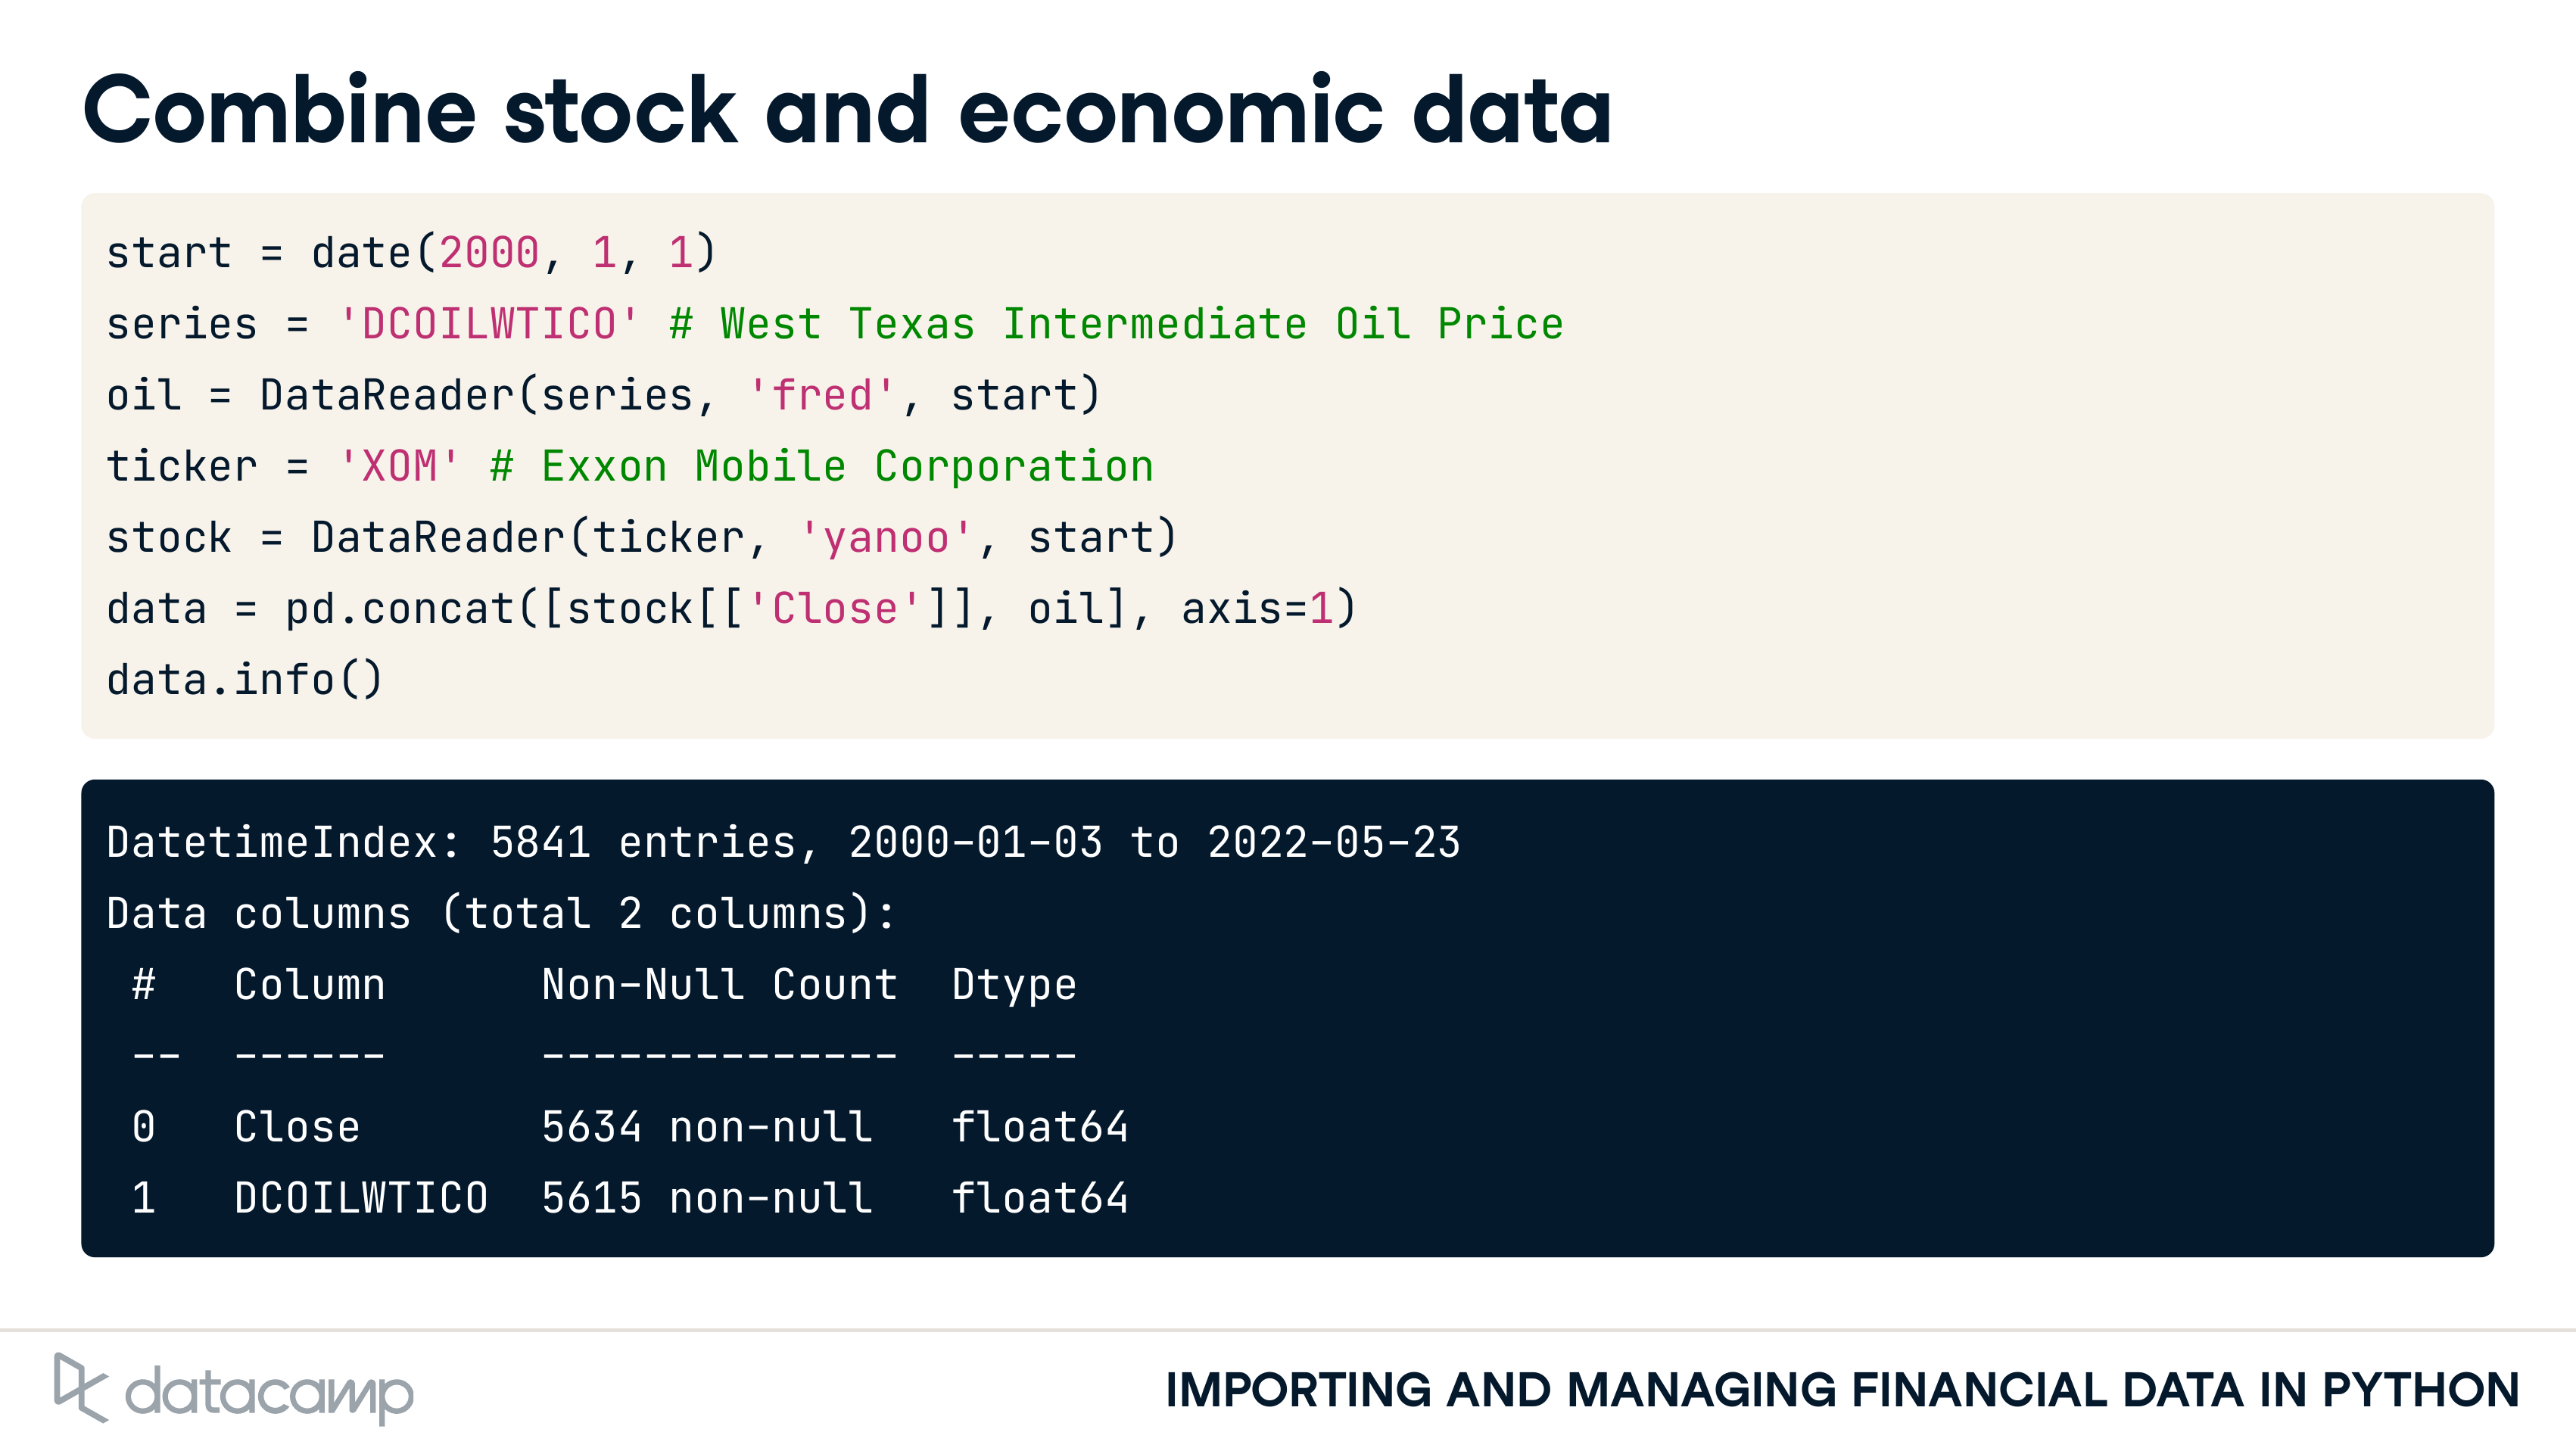 Combine stock and economic data
start = date(2000, 1, 1)
series = 'DCOILWTICO' # West Texas Intermediate Oil Price
oil = DataReader(series, 'fred', start)
ticker = 'XOM' # Exxon Mobile Corporation
stock = DataReader(ticker, 'yanoo', start)
data = pd.concat([stock[['Close']], oil], axis=1)
data.info()
DatetimeIndex: 5841 entries, 2000-01-03 to 2022-05-23
Data columns (total 2 columns):
 #   Column      Non-Null Count  Dtype
 --  ------      --------------  -----
 0   Close       5634 non-null   float64
 1   DCOILWTICO  5615 non-null   float64
datacamp
IMPORTING AND MANAGING FINANCIAL DATA IN PYTHON